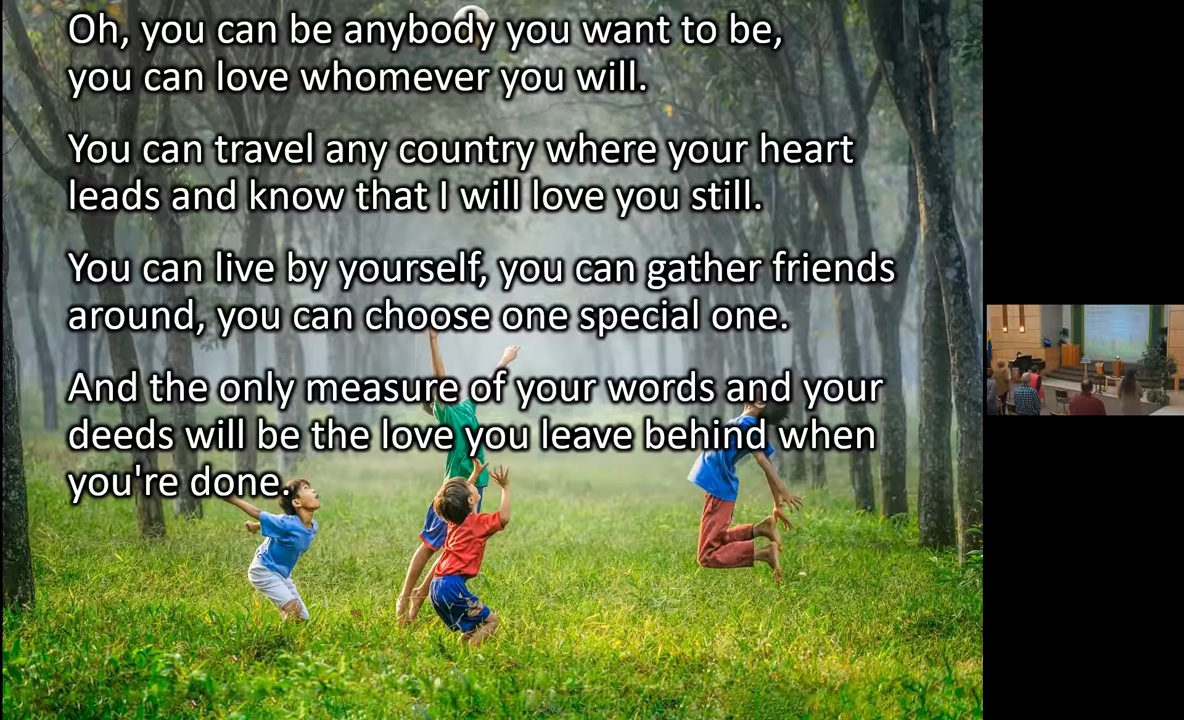 Oh, you can be anybody you want to be,
you can love whomever you will.
You can travel any country where your heart
leads and know that I will love you still.
You can live by yourself, you can gather friends
around, you can choose one special one.
And the only measure of your words and your
deeds will be the love you leave behind when
you're done.